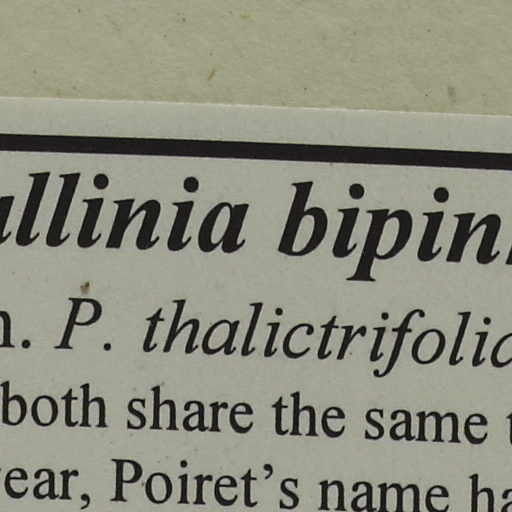 ullinia bipin
n. P. thalictrifolia
both share the same t
year, Poiret's name ha